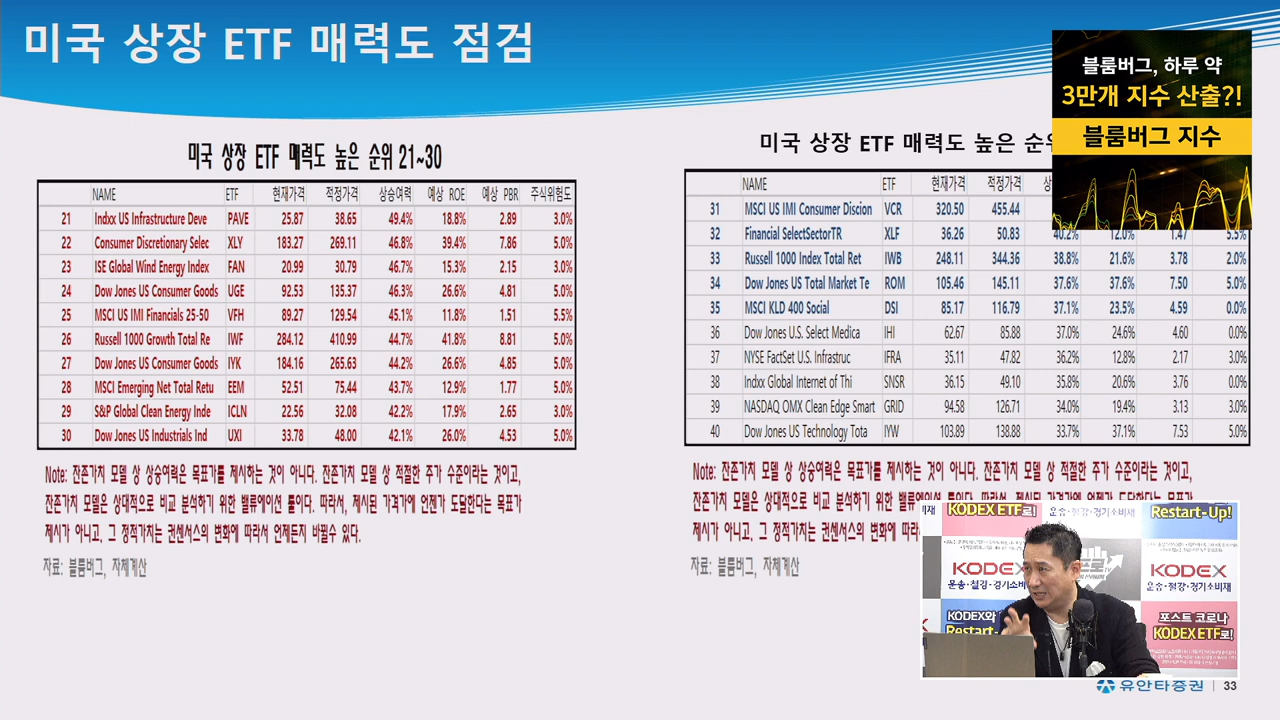 미국 상장 ETF 매력도 점검
블룸버그, 하루 약
3만개 지수 산출?!
블룸버그 지수
미국 상장 ETF 매력도 높은 순위 21~30
NAME ETF 현재가격 적정가격 상승여력 예상 ROE 예상 PBR 주식위험도
21 Indxx US Infrastructure Deve PAVE 25.87 38.65 49.4% 18.8% 2.89 3.0%
22 Consumer Discretionary Selec XLY 183.27 269.11 46.8% 39.4% 7.86 5.0%
23 ISE Global Wind Energy Index FAN 20.99 30.79 46.7% 15.3% 2.15 3.0%
24 Dow Jones US Consumer Goods UGE 92.53 135.37 46.3% 26.6% 4.81 5.0%
25 MSCI US IMI Financials 25-50 VFH 89.27 129.54 45.1% 11.8% 1.51 5.5%
26 Russell 1000 Growth Total Re IWF 284.12 410.99 44.7% 41.8% 8.81 5.0%
27 Dow Jones US Consumer Goods IYK 184.16 265.63 44.2% 26.6% 4.85 5.0%
28 MSCI Emerging Net Total Retu EEM 52.51 75.44 43.7% 12.9% 1.77 5.0%
29 S&P Global Clean Energy Inde ICLN 22.56 32.08 42.2% 17.9% 2.65 3.0%
30 Dow Jones US Industrials Ind UXI 33.78 48.00 42.1% 26.0% 4.53 5.0%
Note: 잔존가치 모델 상 상승여력은 목표가를 제시하는 것이 아니다. 잔존가치 모델 상 적절한 주가 수준이라는 것이고,
잔존가치 모델은 상대적으로 비교 분석하기 위한 밸류에이션 툴이다. 따라서, 제시된 가격가에 언젠가 도달한다는 목표가
제시가 아니고, 그 정적가치는 컨센서스의 변화에 따라서 언제든지 바뀔수 있다.
자료: 블룸버그, 자체계산
미국 상장 ETF 매력도 높은 순
NAME ETF 현재가격 적정가격
31 MSCI US IMI Consumer Discion VCR 320.50 455.44
32 Financial SelectSectorTR XLF 36.26 50.83 40.2% 12.0% 1.47 5.5%
33 Russell 1000 Index Total Ret IWB 248.11 344.36 38.8% 21.6% 3.78 2.0%
34 Dow Jones US Total Market Te ROM 105.46 145.11 37.6% 37.6% 7.50 5.0%
35 MSCI KLD 400 Social DSI 85.17 116.79 37.1% 23.5% 4.59 0.0%
36 Dow Jones U.S. Select Medica IHI 62.67 85.88 37.0% 24.6% 4.60 0.0%
37 NYSE FactSet U.S. Infrastruc IFRA 35.11 47.82 36.2% 12.8% 2.17 3.0%
38 Indxx Global Internet of Thi SNSR 36.15 49.10 35.8% 20.6% 3.76 0.0%
39 NASDAQ OMX Clean Edge Smart GRID 94.58 126.71 34.0% 19.4% 3.13 3.0%
40 Dow Jones US Technology Tota IYW 103.89 138.88 33.7% 37.1% 7.53 5.0%
Note: 잔존가치 모델 상 상승여력은 목표가를 제시하는 것이 아니다. 잔존가치 모델 상 적절한 주가 수준이라는 것이고,
잔존가치 모델은 상대적으로 비교 분석하기 위한 밸류에이션 툴이다. 따라서, 제시된 가격가에 언젠가 도달한다는 목표가
제시가 아니고, 그 정적가치는 컨센서스의 변화에 따라
자료: 블룸버그, 자체계산
KODEX ETF로! 운송·철강·경기소비재 Restart-Up!
KODEX KODEX
운송·철강·경기소비 운송·철강·경기소비재
KODEX와 포스트 코로나
Restart- KODEX ETF로!
유안타증권 33